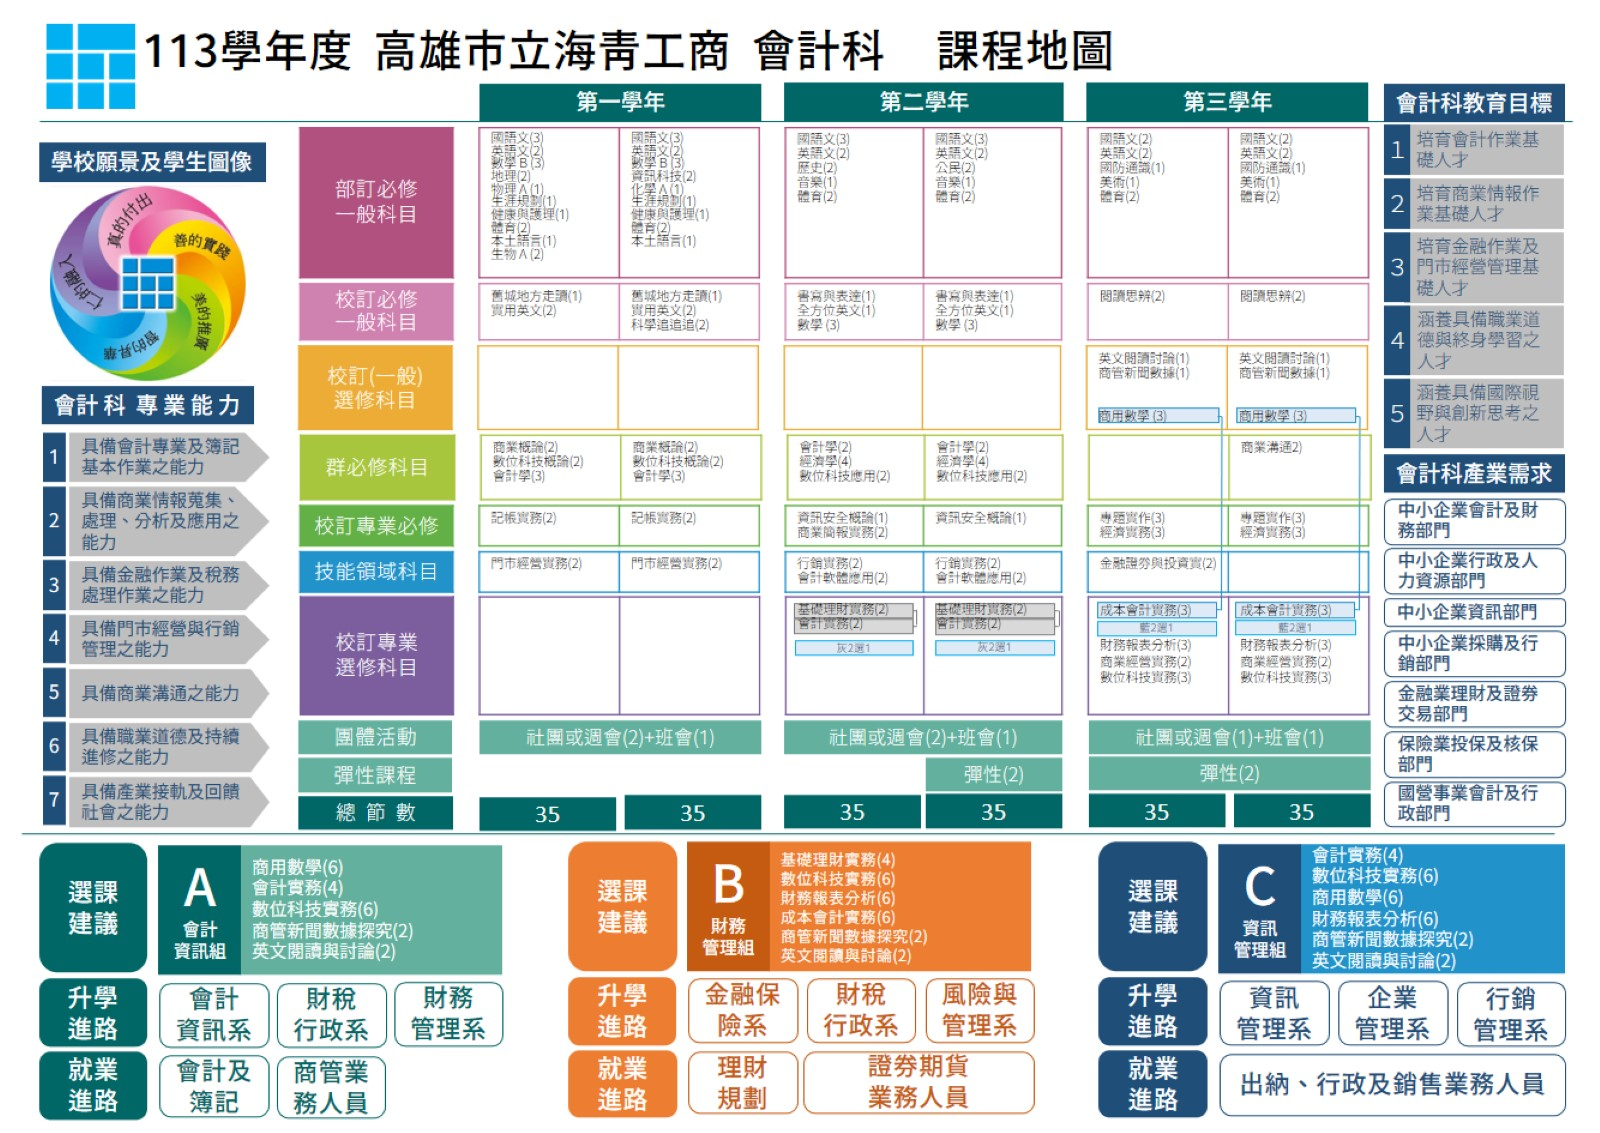 113學年度 高雄市立海青工商 會計科 課程地圖
學校願景及學生圖像
真的付出
善的實踐
美的推展
智的昇華
仁的融入
會計科 專業能力
1 具備會計專業及簿記
基本作業之能力
2 具備商業情報蒐集、
處理、分析及應用之
能力
3 具備金融作業及稅務
處理作業之能力
4 具備門市經營與行銷
管理之能力
5 具備商業溝通之能力
6 具備職業道德及持續
進修之能力
7 具備產業接軌及回饋
社會之能力
第一學年
第二學年
第三學年
部訂必修
一般科目
國語文(3)
英語文(2)
數學B(3)
地理(2)
物理A(1)
生涯規劃(1)
健康與護理(1)
體育(2)
本土語言(1)
生物A(2)
國語文(3)
英語文(2)
數學B(3)
資訊科技(2)
化學A(1)
生涯規劃(1)
健康與護理(1)
體育(2)
本土語言(1)
國語文(3)
英語文(2)
歷史(2)
音樂(1)
體育(2)
國語文(3)
英語文(2)
公民(2)
音樂(1)
體育(2)
國語文(2)
英語文(2)
國防通識(1)
美術(1)
體育(2)
國語文(2)
英語文(2)
國防通識(1)
美術(1)
體育(2)
校訂必修
一般科目
舊城地方走讀(1)
實用英文(2)
舊城地方走讀(1)
實用英文(2)
科學追追追(2)
書寫與表達(1)
全方位英文(1)
數學 (3)
書寫與表達(1)
全方位英文(1)
數學 (3)
閱讀思辨(2)
閱讀思辨(2)
校訂(一般)
選修科目
英文閱讀討論(1)
商管新聞數據(1)
商用數學 (3)
英文閱讀討論(1)
商管新聞數據(1)
商用數學 (3)
群必修科目
商業概論(2)
數位科技概論(2)
會計學(3)
商業概論(2)
數位科技概論(2)
會計學(3)
會計學(2)
經濟學(4)
數位科技應用(2)
會計學(2)
經濟學(4)
數位科技應用(2)
商業溝通2)
校訂專業必修
記帳實務(2)
記帳實務(2)
資訊安全概論(1)
商業簡報實務(2)
資訊安全概論(1)
專題實作(3)
經濟實務(3)
專題實作(3)
經濟實務(3)
技能領域科目
門市經營實務(2)
門市經營實務(2)
行銷實務(2)
會計軟體應用(2)
行銷實務(2)
會計軟體應用(2)
金融證券與投資實(2)
校訂專業
選修科目
基礎理財實務(2)
會計實務(2)
灰2選1
基礎理財實務(2)
會計實務(2)
灰2選1
成本會計實務(3)
藍2選1
財務報表分析(3)
商業經營實務(2)
數位科技實務(3)
成本會計實務(3)
藍2選1
財務報表分析(3)
商業經營實務(2)
數位科技實務(3)
團體活動
社團或週會(2)+班會(1)
社團或週會(2)+班會(1)
社團或週會(1)+班會(1)
彈性課程
彈性(2)
彈性(2)
總 節 數
35
35
35
35
35
35
會計科教育目標
1 培育會計作業基
礎人才
2 培育商業情報作
業基礎人才
3 培育金融作業及
門市經營管理基
礎人才
4 涵養具備職業道
德與終身學習之
人才
5 涵養具備國際視
野與創新思考之
人才
會計科產業需求
中小企業會計及財
務部門
中小企業行政及人
力資源部門
中小企業資訊部門
中小企業採購及行
銷部門
金融業理財及證券
交易部門
保險業投保及核保
部門
國營事業會計及行
政部門
選課
建議
A
會計
資訊組
商用數學(6)
會計實務(4)
數位科技實務(6)
商管新聞數據探究(2)
英文閱讀與討論(2)
升學
進路
會計
資訊系
財稅
行政系
財務
管理系
就業
進路
會計及
簿記
商管業
務人員
選課
建議
B
財務
管理組
基礎理財實務(4)
數位科技實務(6)
財務報表分析(6)
成本會計實務(6)
商管新聞數據探究(2)
英文閱讀與討論(2)
升學
進路
金融保
險系
財稅
行政系
風險與
管理系
就業
進路
理財
規劃
證券期貨
業務人員
選課
建議
C
資訊
管理組
會計實務(4)
數位科技實務(6)
商用數學(6)
財務報表分析(6)
商管新聞數據探究(2)
英文閱讀與討論(2)
升學
進路
資訊
管理系
企業
管理系
行銷
管理系
就業
進路
出納、行政及銷售業務人員